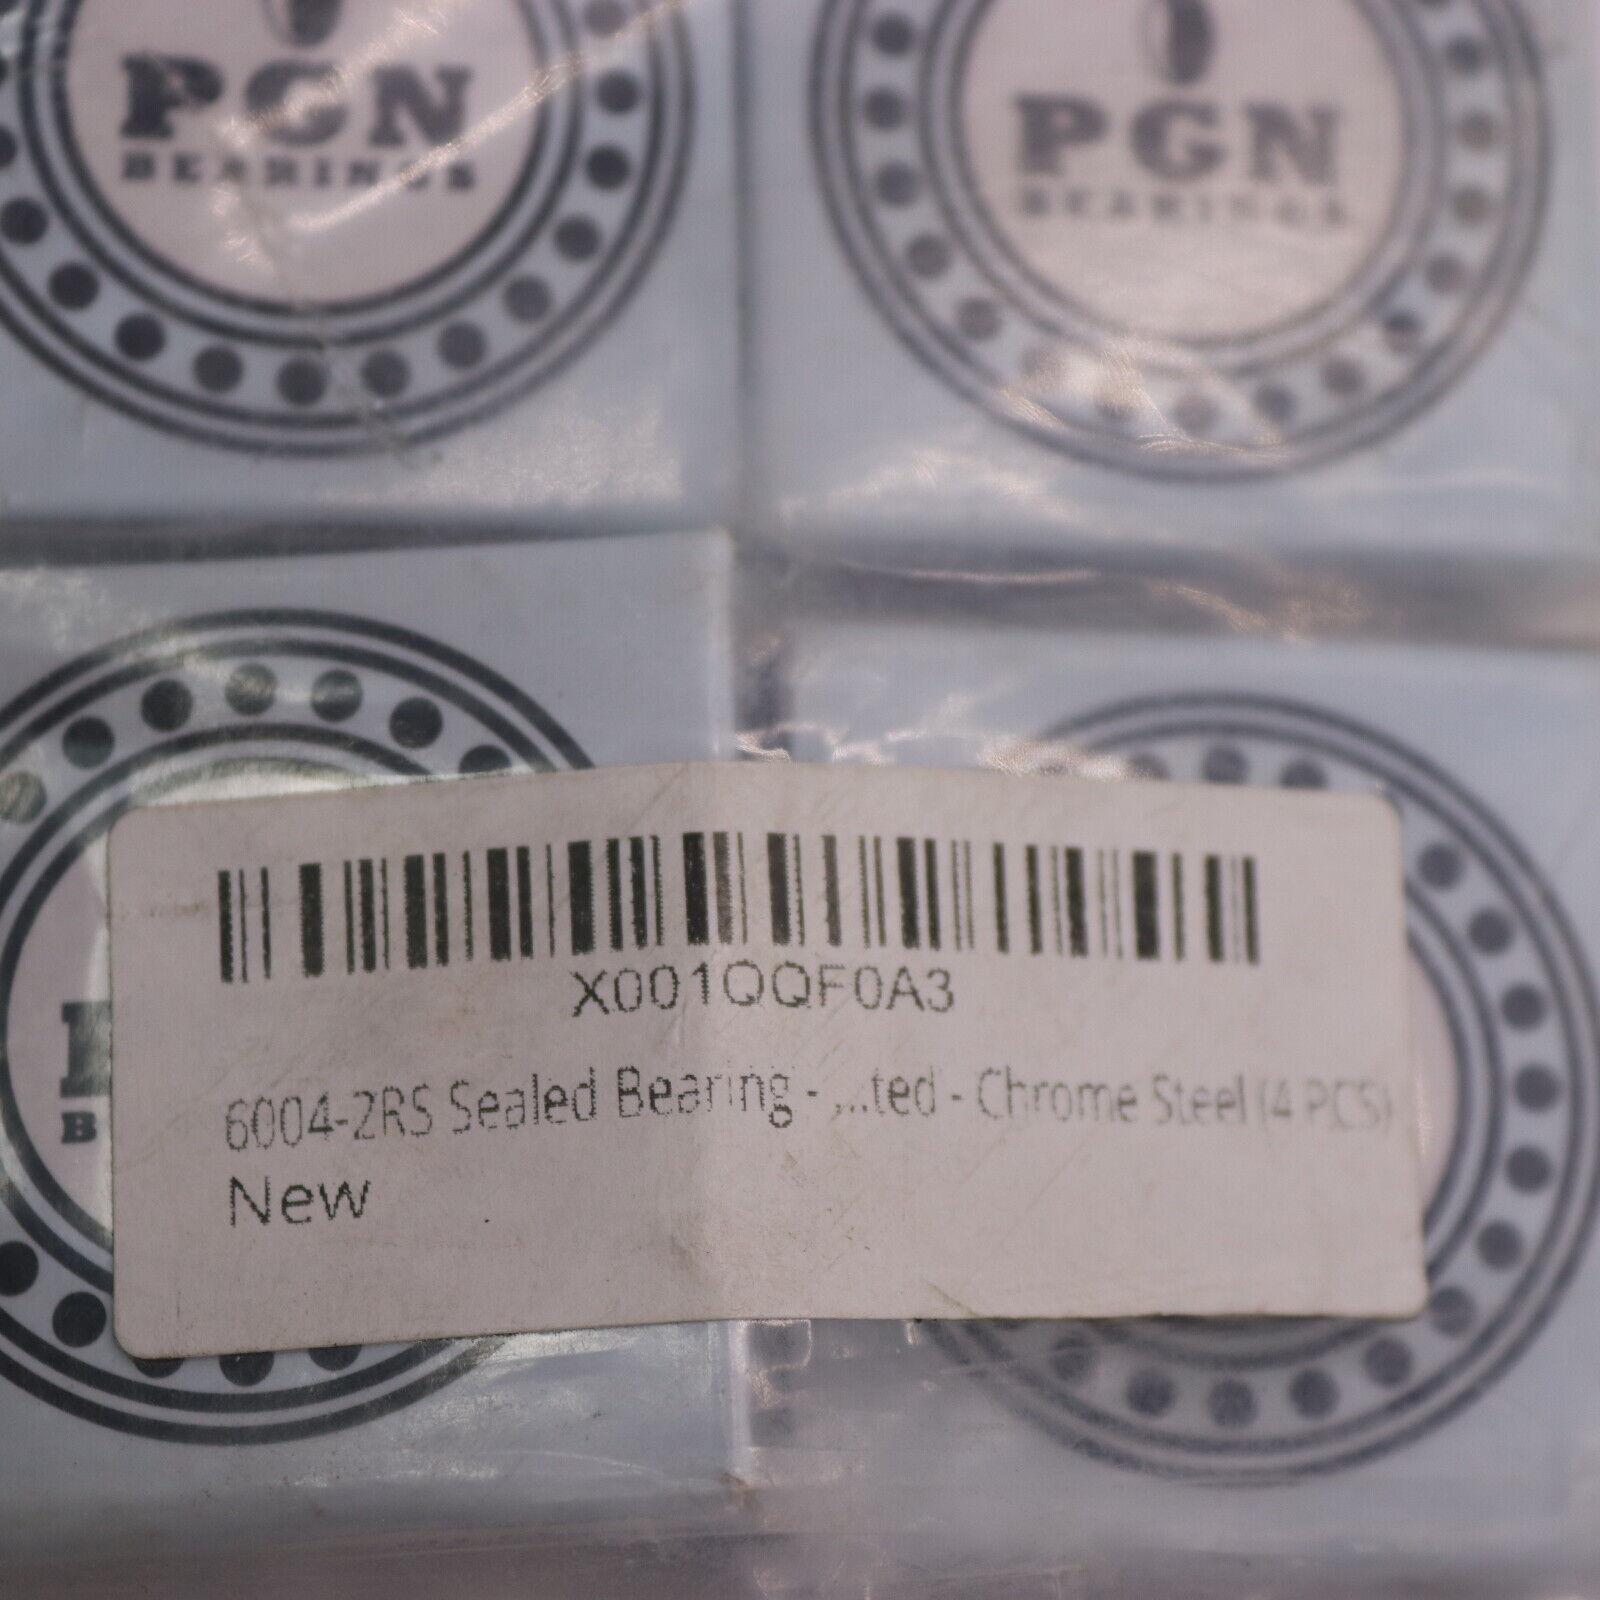 PGN
BEARINGS
PGN
BEARINGS
X001QQF0A3
6004-2RS Sealed Bearing - ,...ted - Chrome Steel (4 PCS)
New